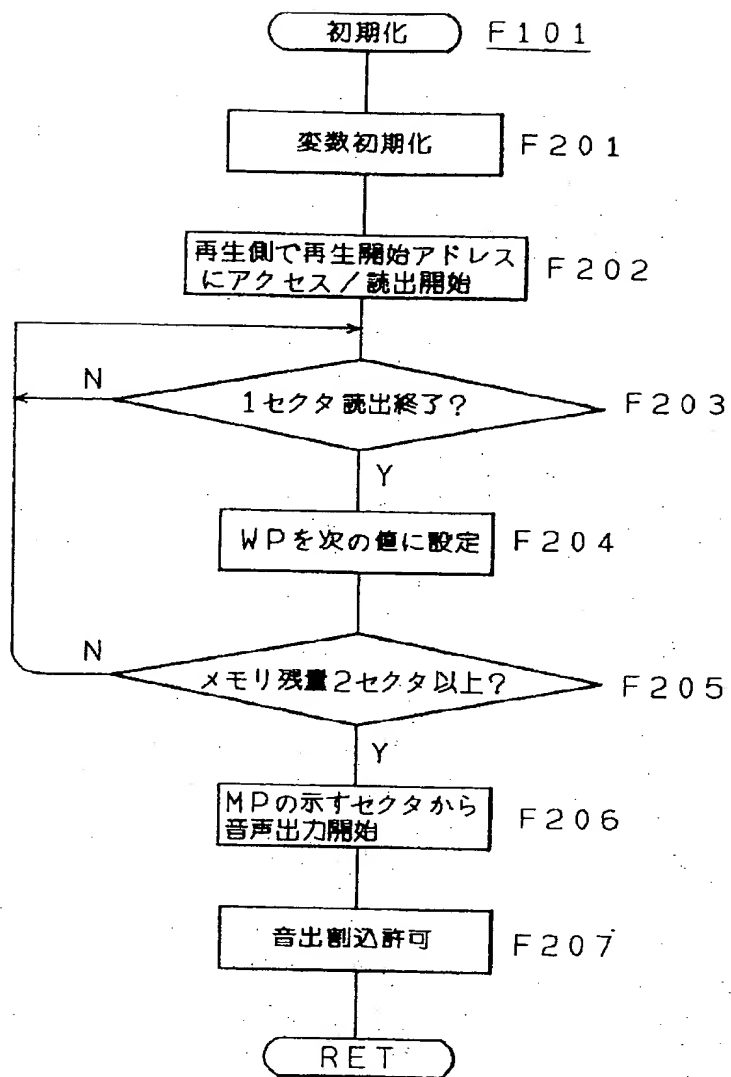 初期化 F101
変数初期化 F201
再生側で再生開始アドレス
にアクセス/読出開始 F202
N
1セクタ読出終了? F203
Y
WPを次の値に設定 F204
N
メモリ残量2セクタ以上? F205
Y
MPの示すセクタから
音声出力開始 F206
音出割込許可 F207
RET